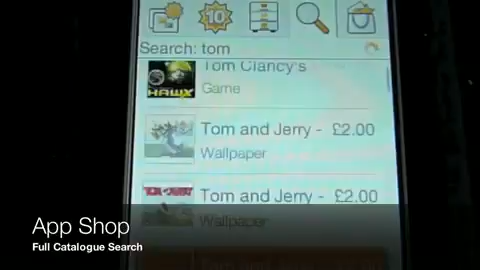 10
Search: tom
Tom Clancy's
HAWX
Game
Tom and Jerry - £2.00
Wallpaper
Tom and Jerry - £2.00
Wallpaper
App Shop
Full Catalogue Search